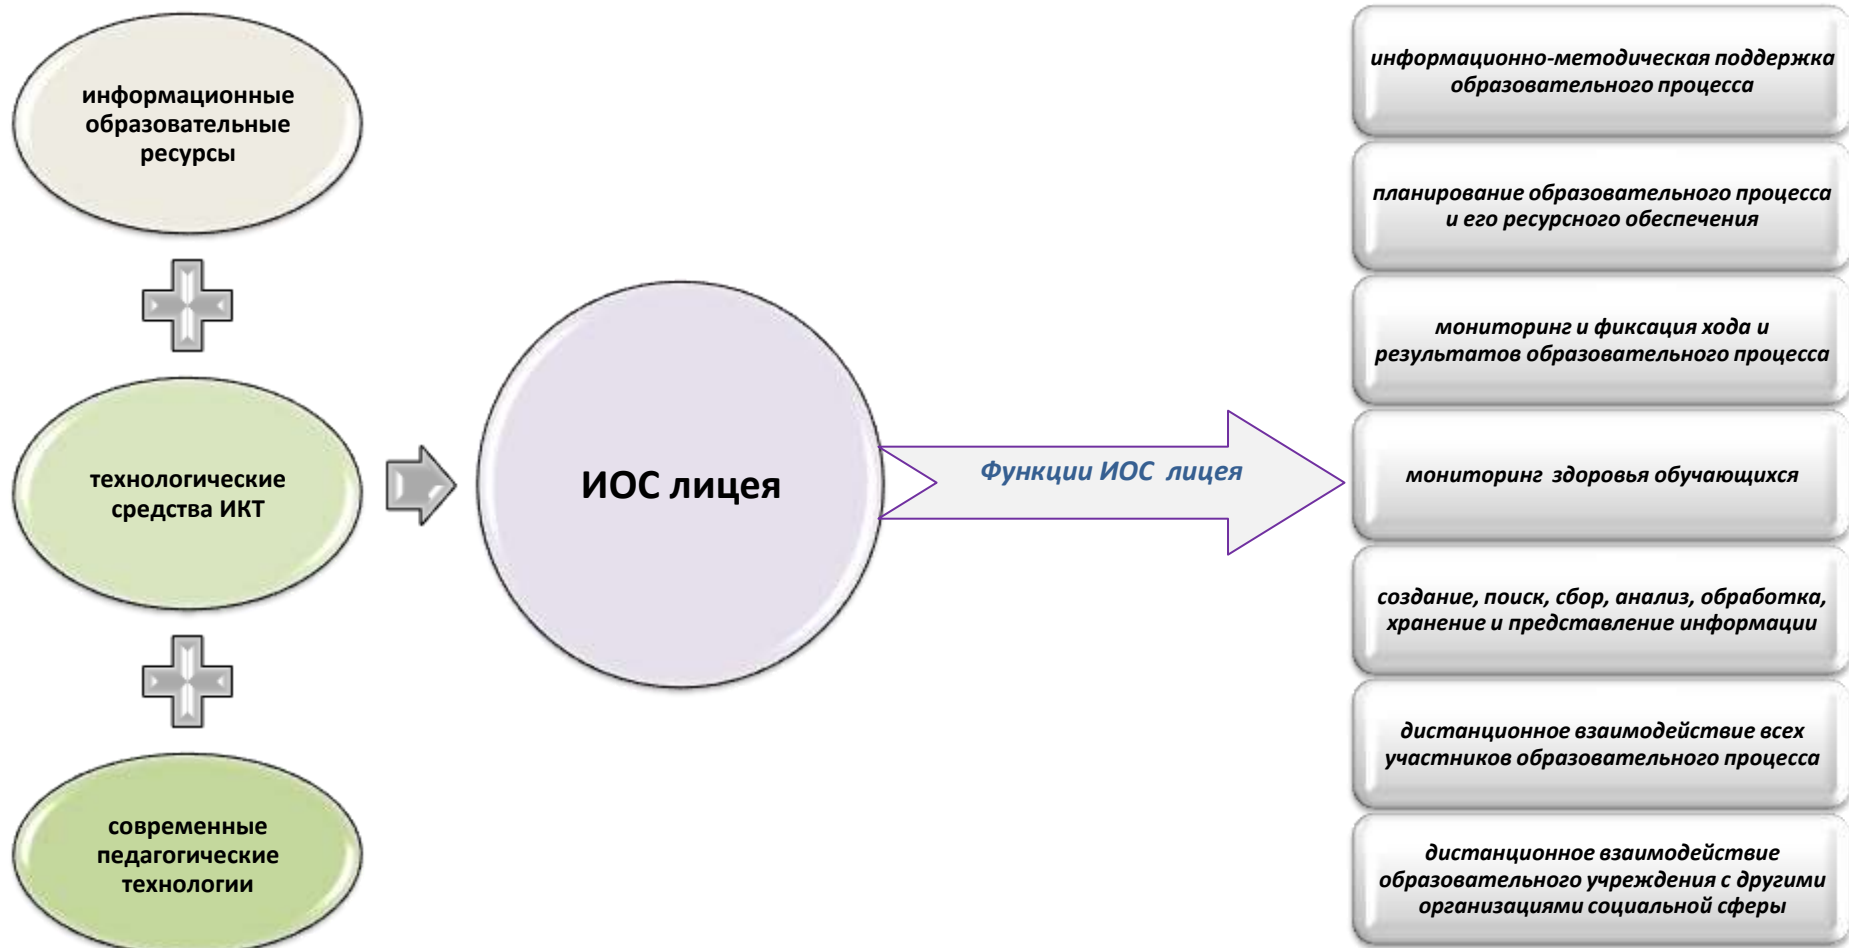 информационные
образовательные
ресурсы
технологические
средства ИКТ
современные
педагогические
технологии
ИОС лицея
Функции ИОС лицея
информационно-методическая поддержка
образовательного процесса
планирование образовательного процесса
и его ресурсного обеспечения
мониторинг и фиксация хода и
результатов образовательного процесса
мониторинг здоровья обучающихся
создание, поиск, сбор, анализ, обработка,
хранение и представление информации
дистанционное взаимодействие всех
участников образовательного процесса
дистанционное взаимодействие
образовательного учреждения с другими
организациями социальной сферы